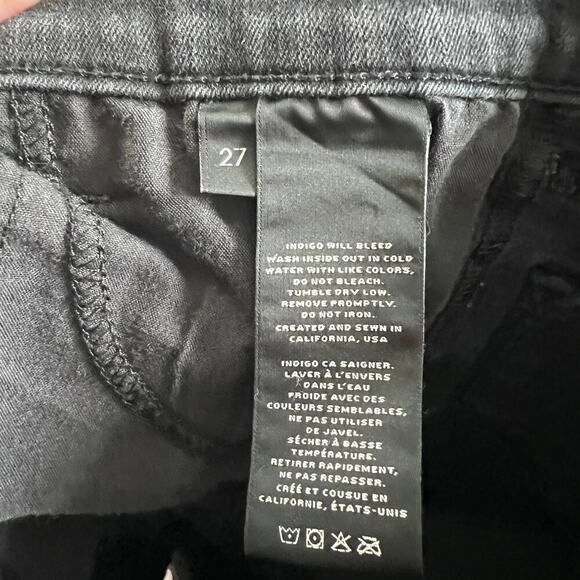 27
INDIGO WILL BLEED
WASH INSIDE OUT IN COLD
WATER WITH LIKE COLORS,
DO NOT BLEACH.
TUMBLE DRY LOW.
REMOVE PROMPTLY.
DO NOT IRON.
CREATED AND SEWN IN
CALIFORNIA, USA
INDIGO CA SAIGNER.
LAVER À L'ENVERS
DANS L'EAU
FROIDE AVEC DES
COULEURS SEMBLABLES,
NE PAS UTILISER
DE JAVEL.
SÉCHER À BASSE
TEMPÉRATURE.
RETIRER RAPIDEMENT,
NE PAS REPASSER.
CRÉÉ ET COUSUE EN
CALIFORNIE, ÉTATS-UNIS